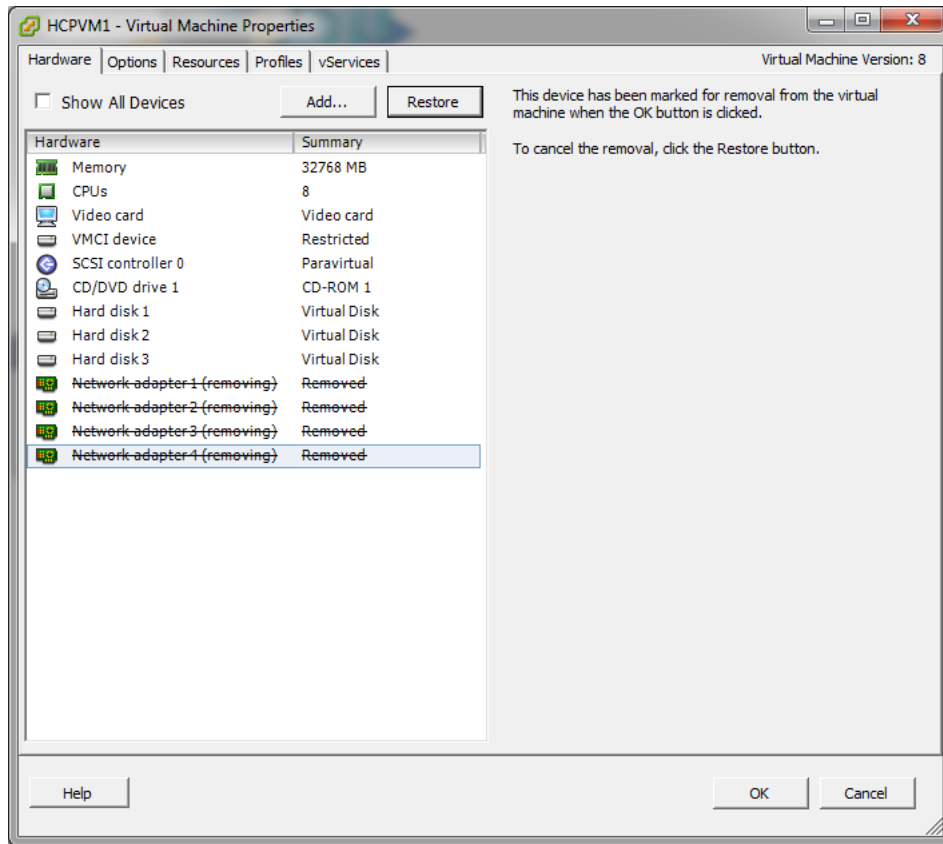 HCPVM1 - Virtual Machine Properties
Hardware Options Resources Profiles vServices Virtual Machine Version: 8
Show All Devices Add... Restore
Hardware Summary
Memory 32768 MB
CPUs 8
Video card Video card
VMCI device Restricted
SCSI controller 0 Paravirtual
CD/DVD drive 1 CD-ROM 1
Hard disk 1 Virtual Disk
Hard disk 2 Virtual Disk
Hard disk 3 Virtual Disk
Network adapter 1 (removing) Removed
Network adapter 2 (removing) Removed
Network adapter 3 (removing) Removed
Network adapter 4 (removing) Removed
This device has been marked for removal from the virtual
machine when the OK button is clicked.
To cancel the removal, click the Restore button.
Help OK Cancel